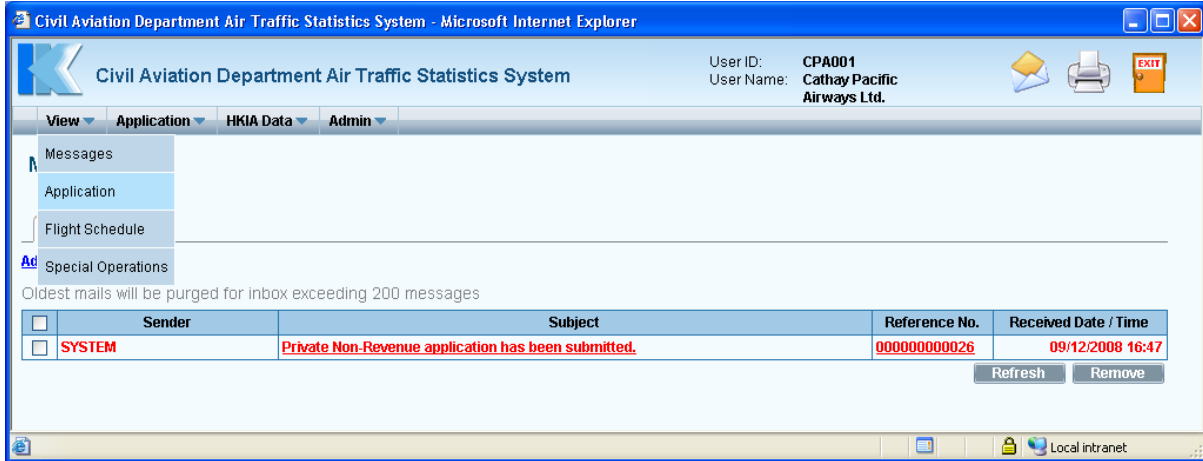 Civil Aviation Department Air Traffic Statistics System - Microsoft Internet Explorer
Civil Aviation Department Air Traffic Statistics System
User ID: CPA001
User Name: Cathay Pacific
Airways Ltd.
EXIT
View Application HKIA Data Admin
Messages
Application
Flight Schedule
Special Operations
Ad
Oldest mails will be purged for inbox exceeding 200 messages
Sender Subject Reference No. Received Date / Time
SYSTEM Private Non-Revenue application has been submitted. 000000000026 09/12/2008 16:47
Refresh Remove
Local intranet